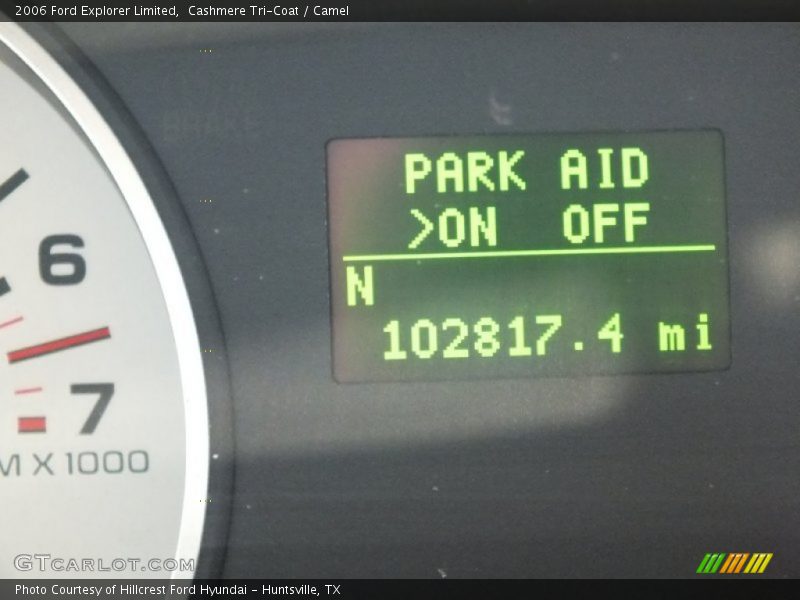 2006 Ford Explorer Limited, Cashmere Tri-Coat / Camel
PARK AID
>ON OFF
N
102817.4 mi
6
7
M X 1000
GTCARLOT.COM
Photo Courtesy of Hillcrest Ford Hyundai - Huntsville, TX